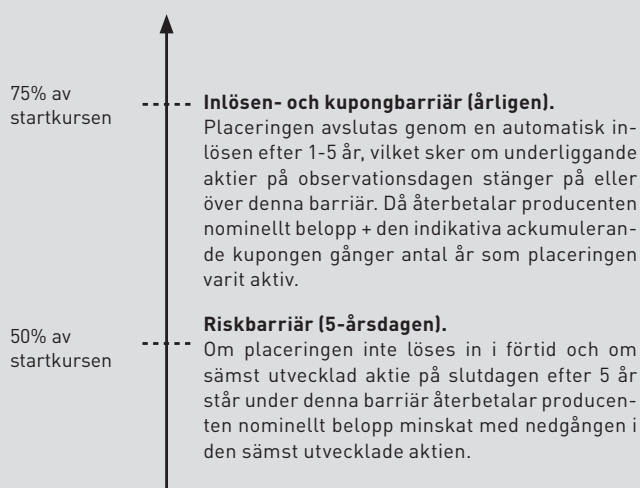 75% av
startkursen
Inlösen- och kupongbarriär (årligen).
Placeringen avslutas genom en automatisk in-
lösen efter 1-5 år, vilket sker om underliggande
aktier på observationsdagen stänger på eller
över denna barriär. Då återbetalar producenten
nominellt belopp + den indikativa ackumuleran-
de kupongen gånger antal år som placeringen
varit aktiv.
50% av
startkursen
Riskbarriär (5-årsdagen).
Om placeringen inte löses in i förtid och om
sämst utvecklad aktie på slutdagen efter 5 år
står under denna barriär återbetalar producen-
ten nominellt belopp minskat med nedgången i
den sämst utvecklade aktien.